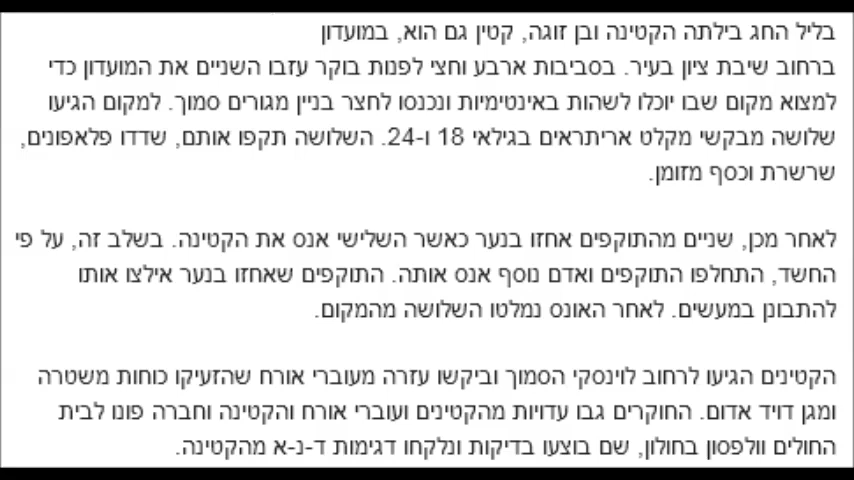 בליל החג בילתה הקטינה ובן זוגה, קטין גם הוא, במועדון
ברחוב שיבת ציון בעיר. בסביבות ארבע וחצי לפנות בוקר עזבו השניים את המועדון כדי
למצוא מקום שבו יוכלו לשהות באינטימיות ונכנסו לחצר בניין מגורים סמוך. למקום הגיעו
שלושה מבקשי מקלט אריתראים בגילאי 18 ו-24. השלושה תקפו אותם, שדדו פלאפונים,
שרשרת וכסף מזומן.
לאחר מכן, שניים מהתוקפים אחזו בנער כאשר השלישי אנס את הקטינה. בשלב זה, על פי
החשד, התחלפו התוקפים ואדם נוסף אנס אותה. התוקפים שאחזו בנער אילצו אותו
להתבונן במעשים. לאחר האונס נמלטו השלושה מהמקום.
הקטינים הגיעו לרחוב לוינסקי הסמוך וביקשו עזרה מעוברי אורח שהזעיקו כוחות משטרה
ומגן דויד אדום. החוקרים גבו עדויות מהקטינים ועוברי אורח והקטינה וחברה פונו לבית
החולים וולפסון בחולון, שם בוצעו בדיקות ונלקחו דגימות ד-נ-א מהקטינה.